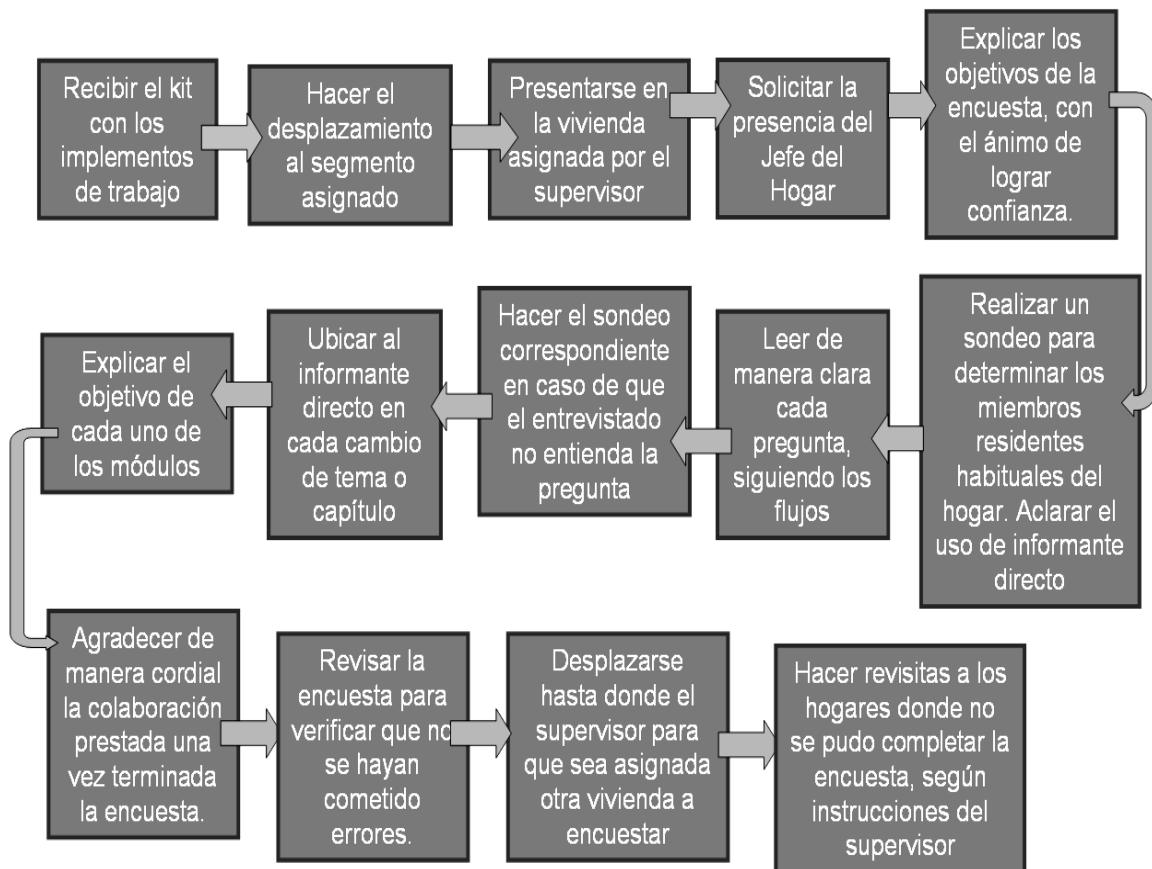 Recibir el kit
con los
implementos
de trabajo
Hacer el
desplazamiento
al segmento
asignado
Presentarse en
la vivienda
asignada por el
supervisor
Solicitar la
presencia del
Jefe del
Hogar
Explicar los
objetivos de la
encuesta, con
el ánimo de
lograr
confianza.
Realizar un
sondeo para
determinar los
miembros
residentes
habituales del
hogar. Aclarar el
uso de informante
directo
Leer de
manera clara
cada
pregunta,
siguiendo los
flujos
Hacer el sondeo
correspondiente
en caso de que
el entrevistado
no entienda la
pregunta
Ubicar al
informante
directo en
cada cambio
de tema o
capítulo
Explicar el
objetivo de
cada uno de
los módulos
Agradecer de
manera cordial
la colaboración
prestada una
vez terminada
la encuesta.
Revisar la
encuesta para
verificar que no
se hayan
cometido
errores.
Desplazarse
hasta donde el
supervisor para
que sea asignada
otra vivienda a
encuestar
Hacer revisitas a los
hogares donde no
se pudo completar la
encuesta, según
instrucciones del
supervisor